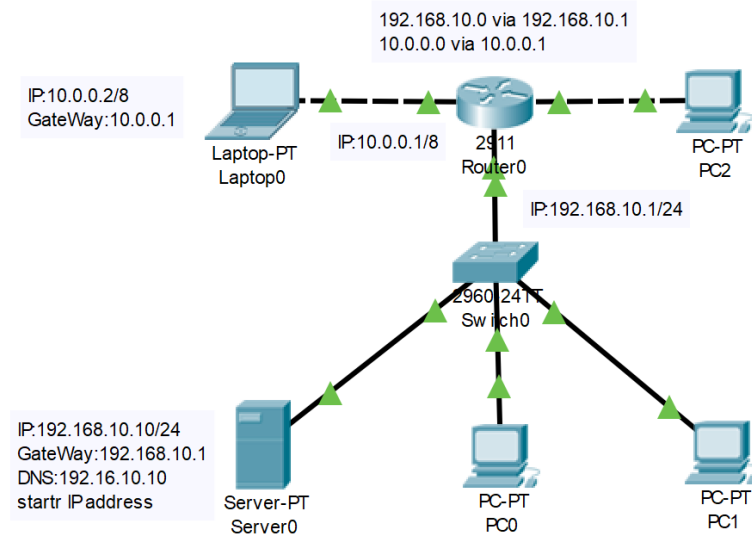 192.168.10.0 via 192.168.10.1
10.0.0.0 via 10.0.0.1
IP:10.0.0.2/8
GateWay:10.0.0.1
Laptop-PT
Laptop0
IP:10.0.0.1/8
2911
Router0
PC-PT
PC2
IP:192.168.10.1/24
2960-24TT
Switch0
IP:192.168.10.10/24
GateWay:192.168.10.1
DNS:192.16.10.10
startr IPaddress
Server-PT
Server0
PC-PT
PC0
PC-PT
PC1